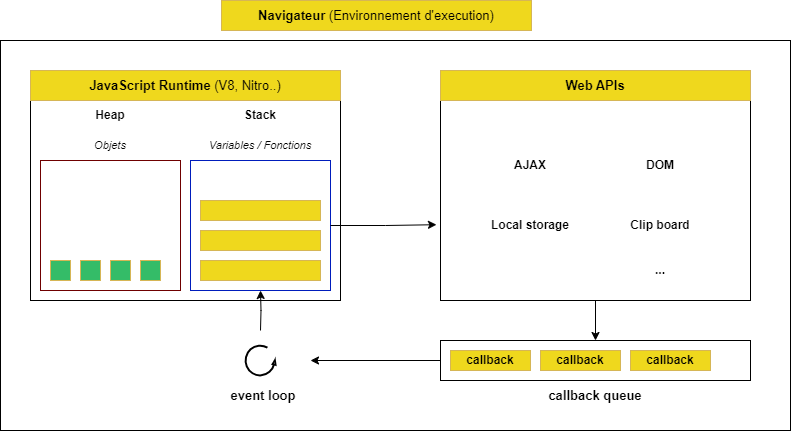 Navigateur (Environnement d'execution)
JavaScript Runtime (V8, Nitro..)
Heap
Stack
Objets
Variables / Fonctions
Web APIs
AJAX
DOM
Local storage
Clip board
...
callback
callback
callback
callback queue
event loop